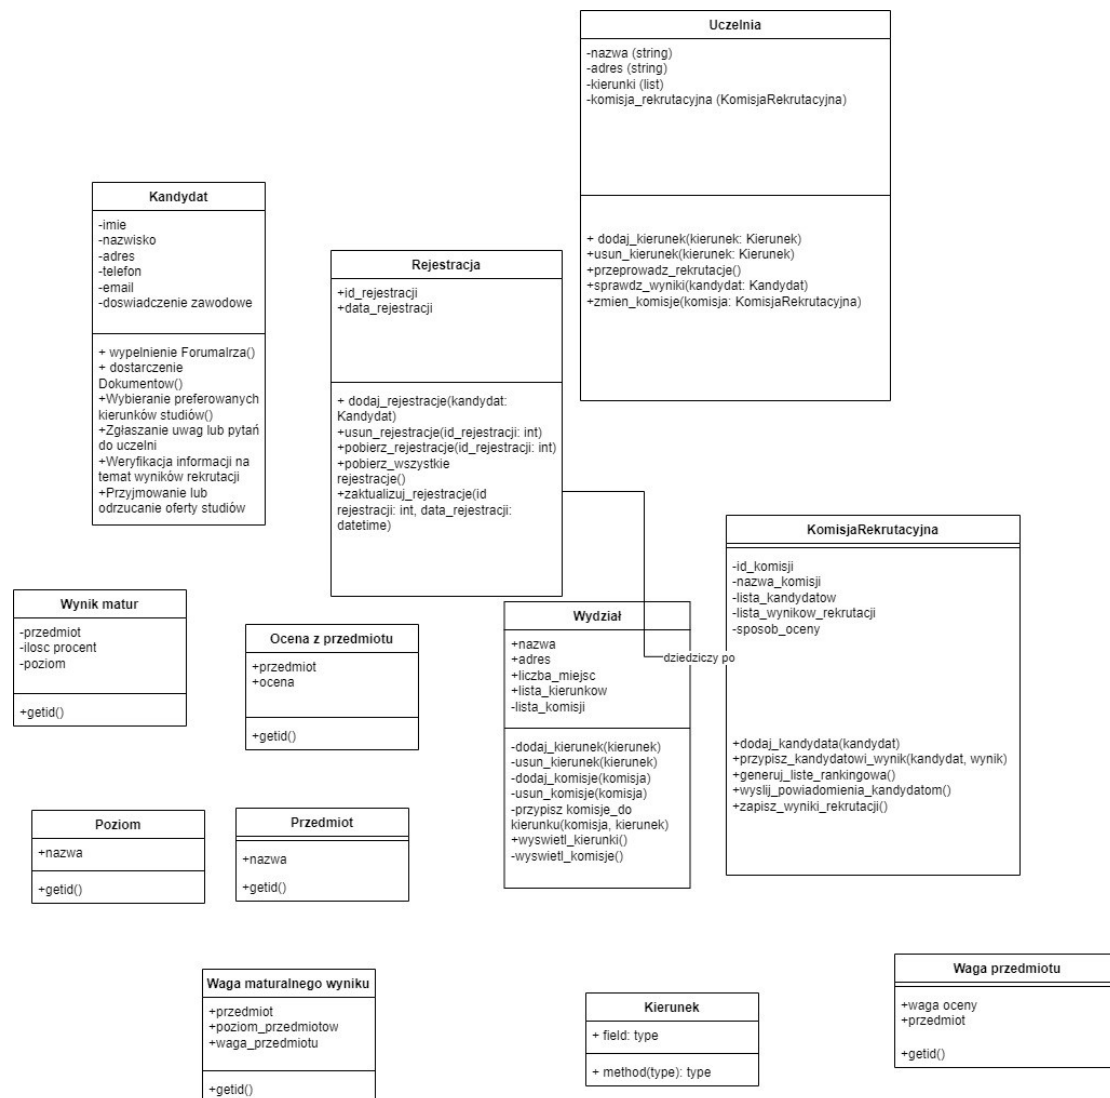 Uczelnia
-nazwa (string)
-adres (string)
-kierunki (list)
-komisja_rekrutacyjna (KomisjaRekrutacyjna)
+ dodaj_kierunek(kierunek: Kierunek)
+usun_kierunek(kierunek: Kierunek)
+przeprowadz_rekrutacje()
+sprawdz_wyniki(kandydat: Kandydat)
+zmien_komisje(komisja: KomisjaRekrutacyjna)
Kandydat
-imie
-nazwisko
-adres
-telefon
-email
-doswiadczenie zawodowe
+ wypelnienie Forumalrza()
+ dostarczenie
Dokumentow()
+Wybieranie preferowanych
kierunków studiów()
+Zgłaszanie uwag lub pytań
do uczelni
+Weryfikacja informacji na
temat wyników rekrutacji
+Przyjmowanie lub
odrzucanie oferty studiów
Rejestracja
+id_rejestracji
+data_rejestracji
+ dodaj_rejestracje(kandydat:
Kandydat)
+usun_rejestracje(id_rejestracji: int)
+pobierz_rejestracje(id_rejestracji: int)
+pobierz_wszystkie
rejestracje()
+zaktualizuj_rejestracje(id
rejestracji: int, data_rejestracji:
datetime)
KomisjaRekrutacyjna
-id_komisji
-nazwa_komisji
-lista_kandydatow
-lista_wynikow_rekrutacji
-sposob_oceny
+dodaj_kandydata(kandydat)
+przypisz_kandydatowi_wynik(kandydat, wynik)
+generuj_liste_rankingowa()
+wyslij_powiadomienia_kandydatom()
+zapisz_wyniki_rekrutacji()
dziedziczy po
Wynik matur
-przedmiot
-ilosc procent
-poziom
+getid()
Ocena z przedmiotu
+przedmiot
+ocena
+getid()
Wydział
+nazwa
+adres
+liczba_miejsc
+lista_kierunkow
-lista_komisji
-dodaj_kierunek(kierunek)
-usun_kierunek(kierunek)
-dodaj_komisje(komisja)
-usun_komisje(komisja)
-przypisz komisje_do
kierunku(komisja, kierunek)
+wyswietl_kierunki()
-wyswietl_komisje()
Poziom
+nazwa
+getid()
Przedmiot
+nazwa
+getid()
Waga maturalnego wyniku
+przedmiot
+poziom_przedmiotow
+waga_przedmiotu
+getid()
Kierunek
+ field: type
+ method(type): type
Waga przedmiotu
+waga oceny
+przedmiot
+getid()